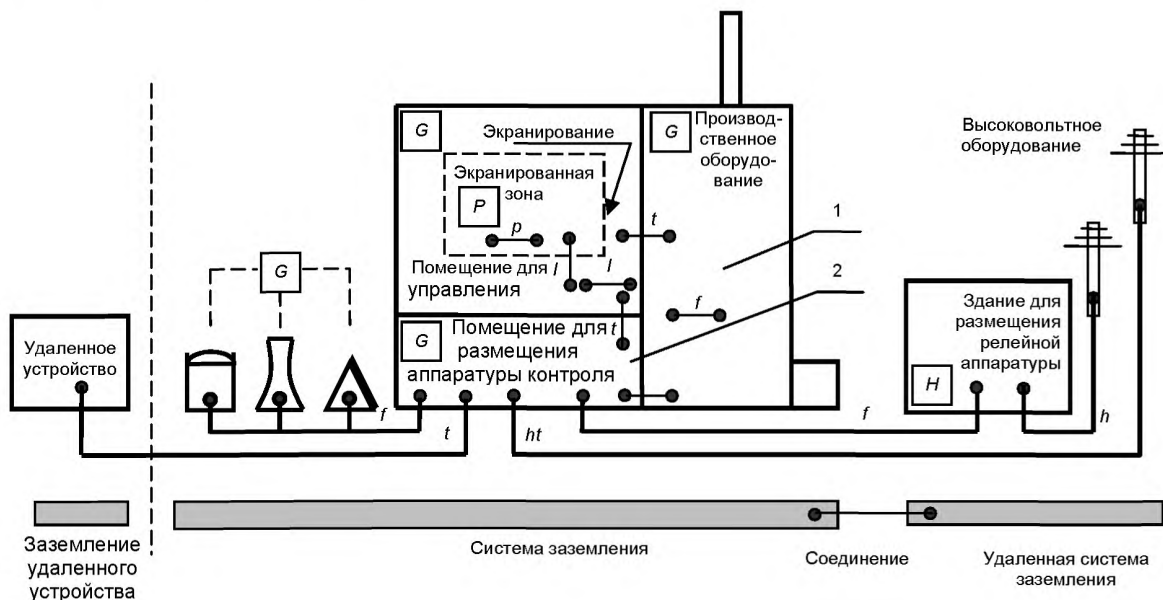 G
Экранирование
Экранированная
зона
P
p
l
l
t
Помещение для
управления
G
Производ-
ственное
оборудо-
вание
1
2
f
t
G
Помещение для
размещения
аппаратуры контроля
Высоковольтное
оборудование
G
Удаленное
устройство
Здание для
размещения
релейной
аппаратуры
H
f
t
ht
f
h
Заземление
удаленного
устройства
Система заземления
Соединение
Удаленная система
заземления